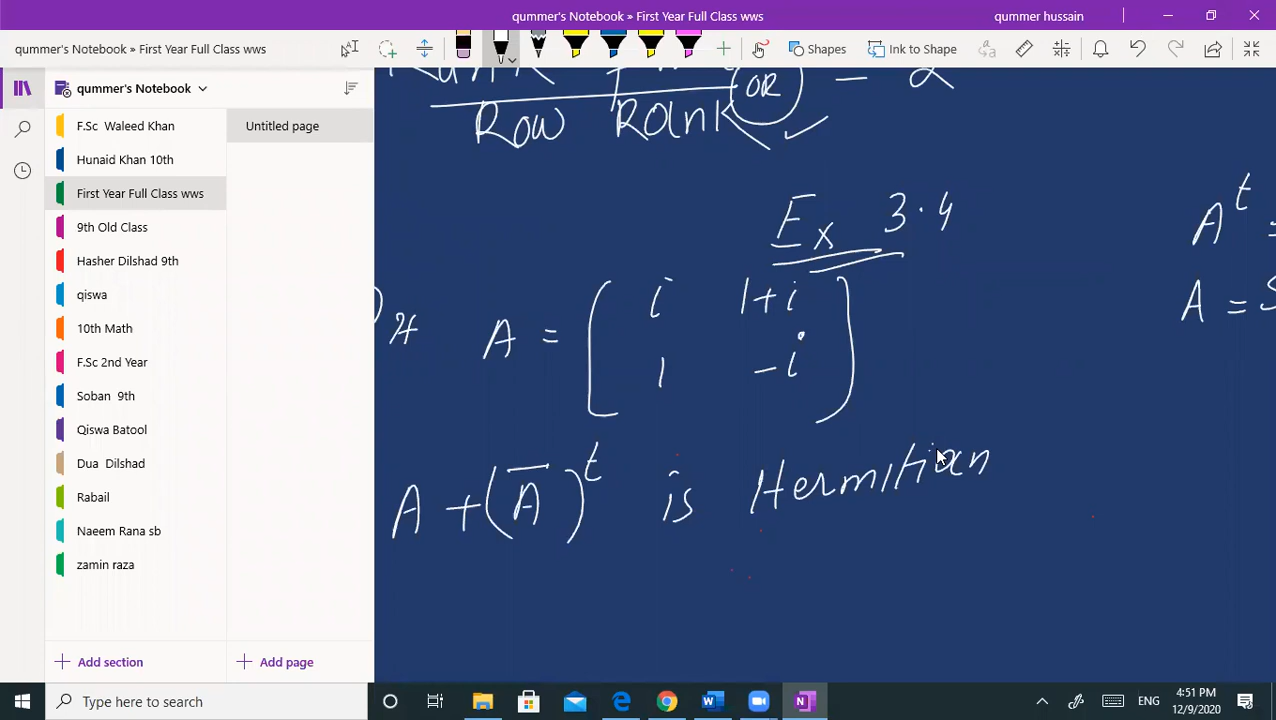 qummer's Notebook » First Year Full Class wws
qummer hussain
qummer's Notebook » First Year Full Class wws
Shapes
Ink to Shape
qummer's Notebook
F.Sc Waleed Khan
Hunaid Khan 10th
First Year Full Class wws
9th Old Class
Hasher Dilshad 9th
qiswa
10th Math
F.Sc 2nd Year
Soban 9th
Qiswa Batool
Dua Dilshad
Rabail
Naeem Rana sb
zamin raza
Add section
Untitled page
Add page
Rank OR = 2
Row Rank
Ex 3.4
A^t =
A =
A = [ i 1+i
1 -i ]
A + (A̅)^t is Hermitian
Type here to search
ENG
4:51 PM
12/9/2020